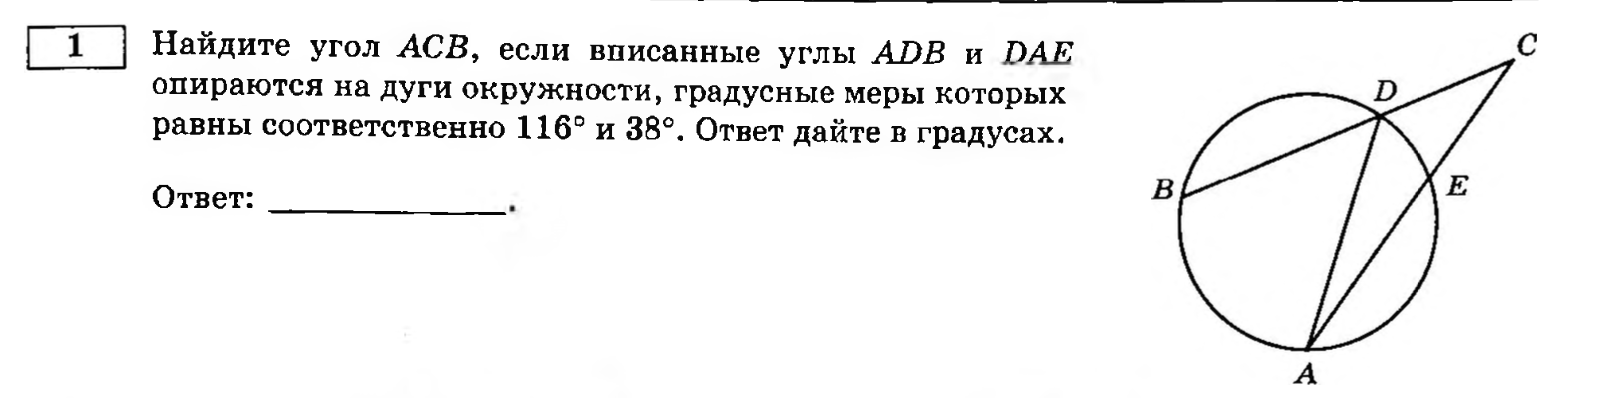 1
Найдите угол ACB, если вписанные углы ADB и DAE
опираются на дуги окружности, градусные меры которых
равны соответственно 116° и 38°. Ответ дайте в градусах.
Ответ: ____________.
C
D
B
E
A